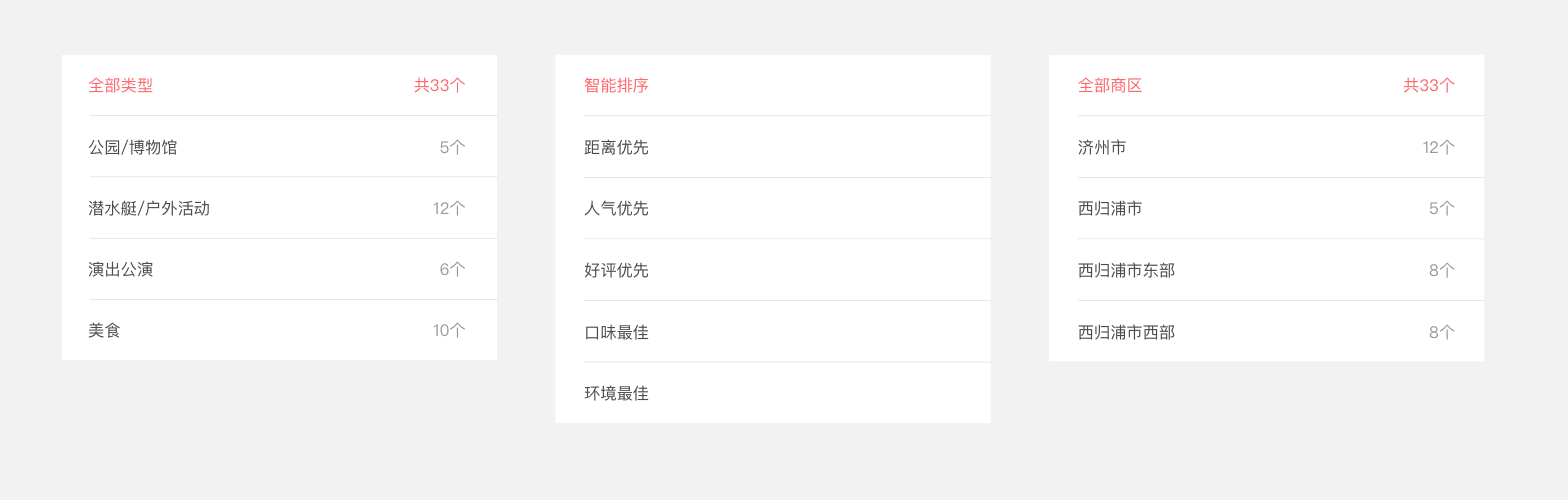 全部类型 共33个
公园/博物馆 5个
潜水艇/户外活动 12个
演出公演 6个
美食 10个
智能排序
距离优先
人气优先
好评优先
口味最佳
环境最佳
全部商区 共33个
济州市 12个
西归浦市 5个
西归浦市东部 8个
西归浦市西部 8个